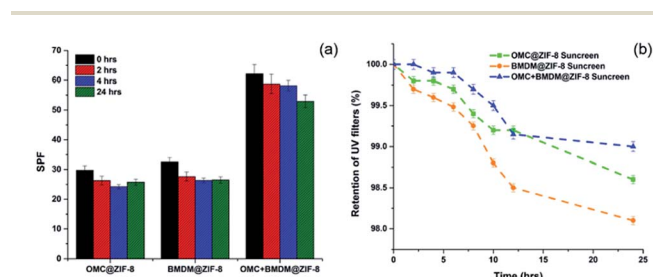 (a)
0 hrs
2 hrs
4 hrs
24 hrs
SPF
70
60
50
40
30
20
10
0
OMC@ZIF-8 BMDM@ZIF-8 OMC+BMDM@ZIF-8
(b)
OMC@ZIF-8 Suncreen
BMDM@ZIF-8 Suncreen
OMC+BMDM@ZIF-8 Suncreen
Retention of UV filters (%)
100.0
99.5
99.0
98.5
98.0
0 5 10 15 20 25
Time (hrs)